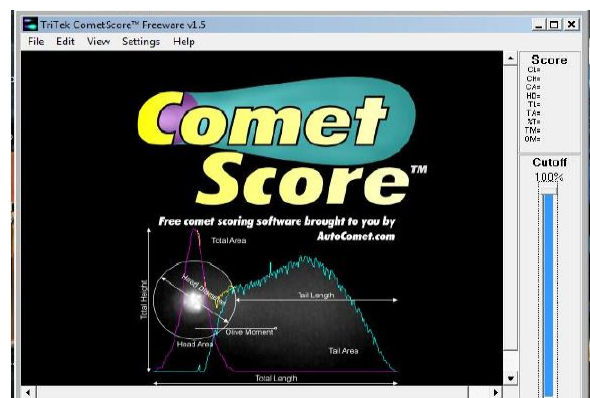 TriTek CometScore™ Freeware v1.5
File Edit View Settings Help
Comet
Score™
Free comet scoring software brought to you by
AutoComet.com
Total Area
Total Height
Head Diameter
Tail Length
Olive Moment
Head Area
Tail Area
Total Length
Score
CL=
CH=
CA=
HD=
TL=
TA=
%T=
TM=
OM=
Cutoff
100%